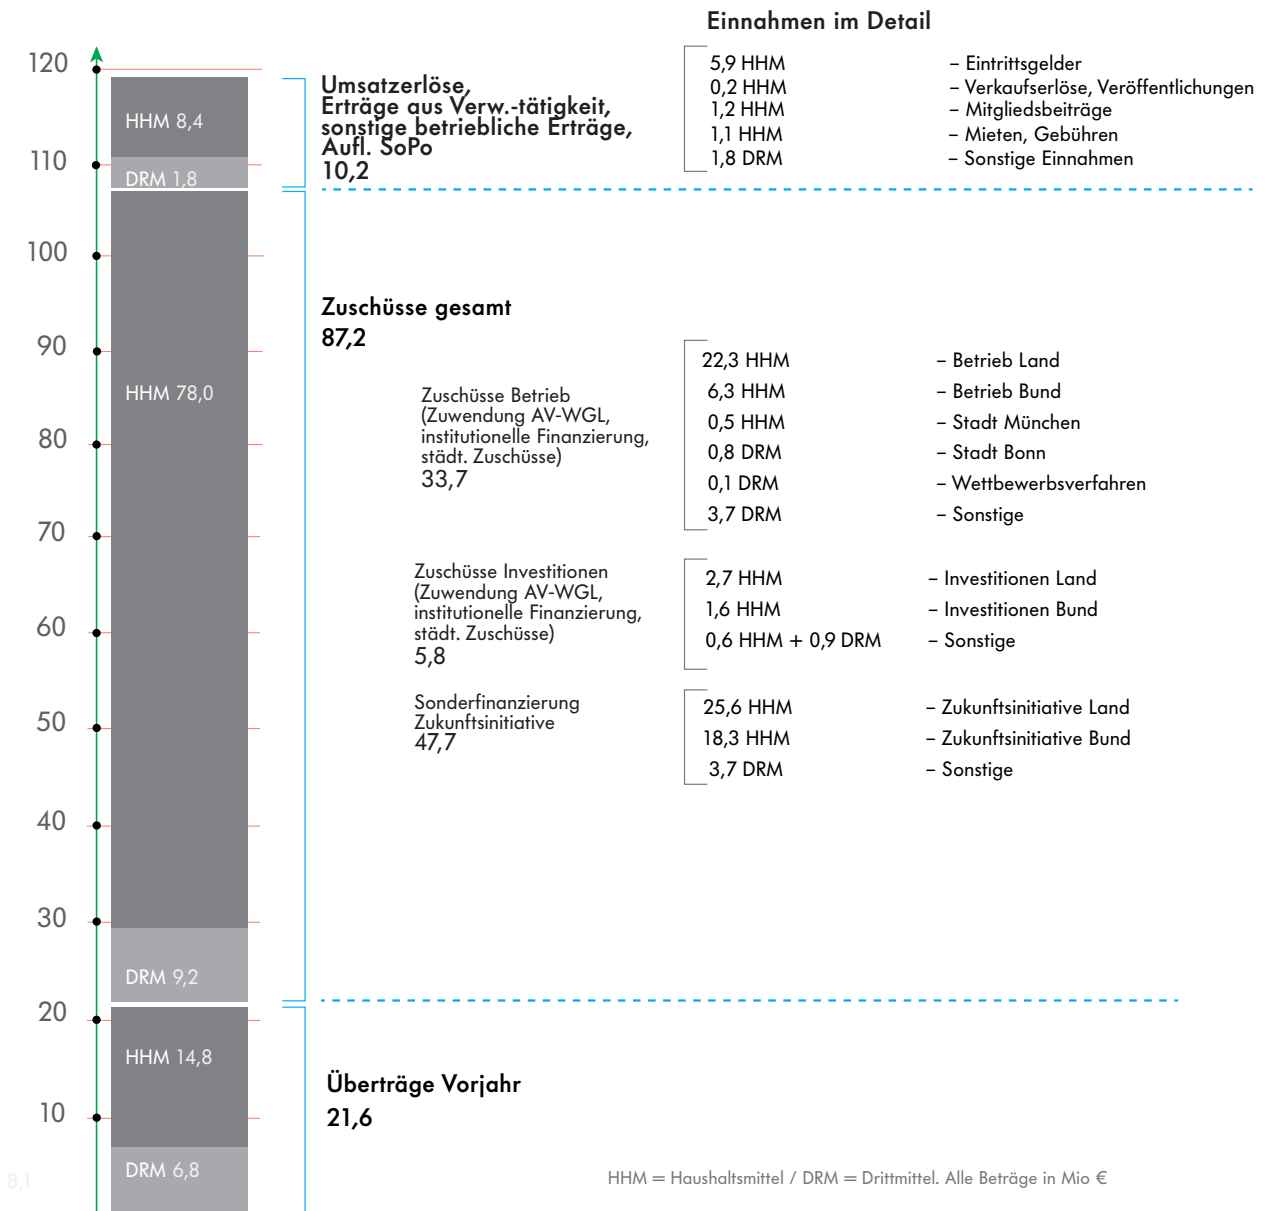 Einnahmen im Detail
120
110
100
90
80
70
60
50
40
30
20
10
8,1
HHM 8,4
DRM 1,8
HHM 78,0
DRM 9,2
HHM 14,8
DRM 6,8
Umsatzerlöse,
Erträge aus Verw.-tätigkeit,
sonstige betriebliche Erträge,
Aufl. SoPo
10,2
5,9 HHM – Eintrittsgelder
0,2 HHM – Verkaufserlöse, Veröffentlichungen
1,2 HHM – Mitgliedsbeiträge
1,1 HHM – Mieten, Gebühren
1,8 DRM – Sonstige Einnahmen
Zuschüsse gesamt
87,2
Zuschüsse Betrieb
(Zuwendung AV-WGL,
institutionelle Finanzierung,
städt. Zuschüsse)
33,7
22,3 HHM – Betrieb Land
6,3 HHM – Betrieb Bund
0,5 HHM – Stadt München
0,8 DRM – Stadt Bonn
0,1 DRM – Wettbewerbsverfahren
3,7 DRM – Sonstige
Zuschüsse Investitionen
(Zuwendung AV-WGL,
institutionelle Finanzierung,
städt. Zuschüsse)
5,8
2,7 HHM – Investitionen Land
1,6 HHM – Investitionen Bund
0,6 HHM + 0,9 DRM – Sonstige
Sonderfinanzierung
Zukunftsinitiative
47,7
25,6 HHM – Zukunftsinitiative Land
18,3 HHM – Zukunftsinitiative Bund
3,7 DRM – Sonstige
Überträge Vorjahr
21,6
HHM = Haushaltsmittel / DRM = Drittmittel. Alle Beträge in Mio €